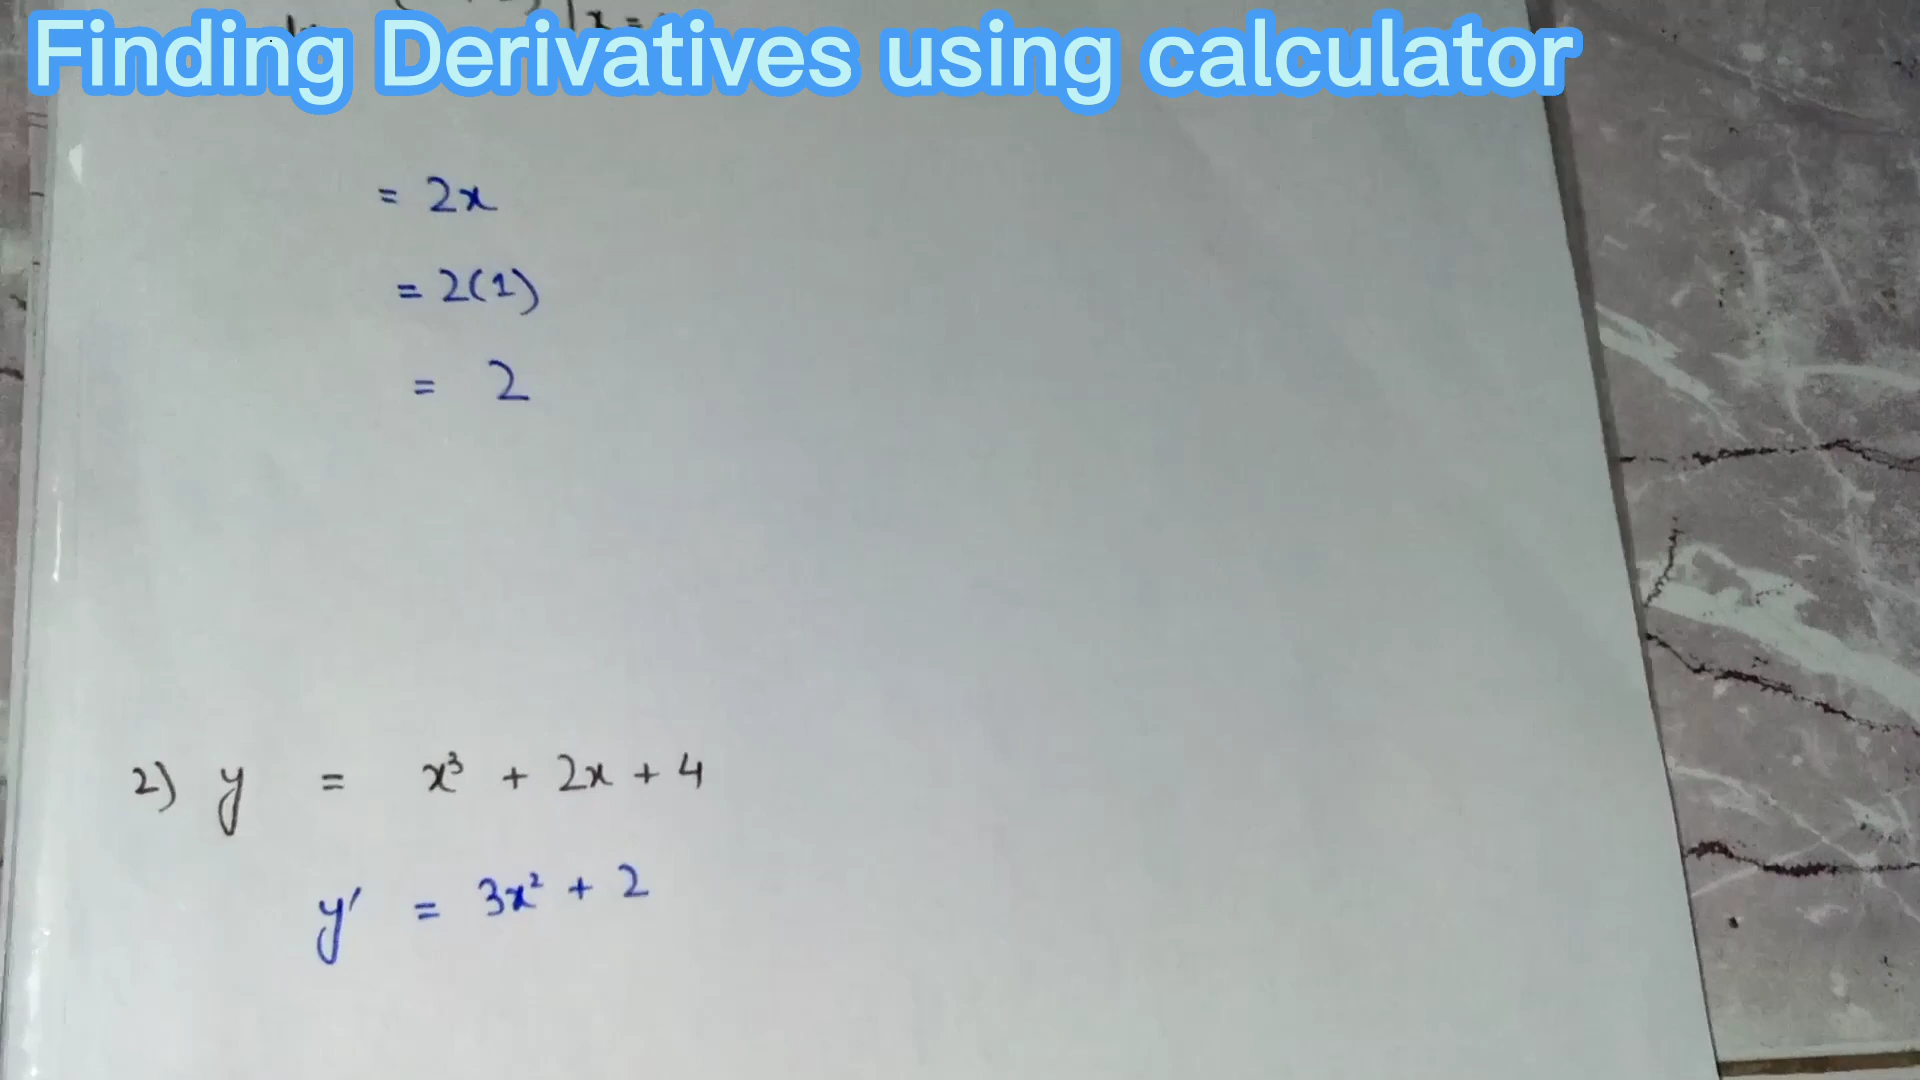 Finding Derivatives using calculator
= 2x
= 2(1)
= 2
2) y = x³ + 2x + 4
y′ = 3x² + 2